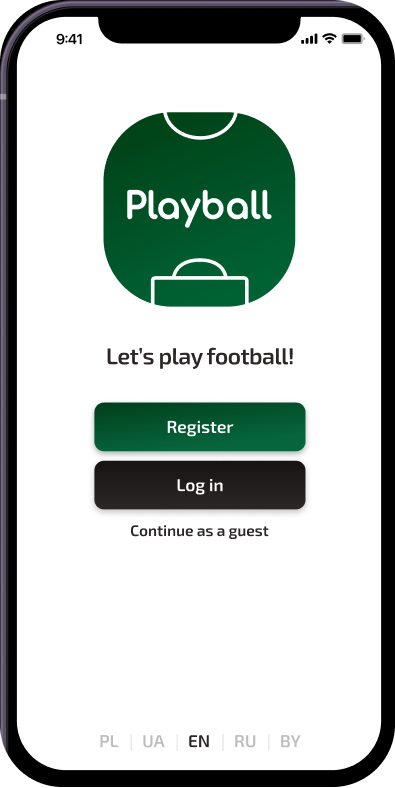 9:41
Playball
Let's play football!
Register
Log in
Continue as a guest
PL | UA | EN | RU | BY